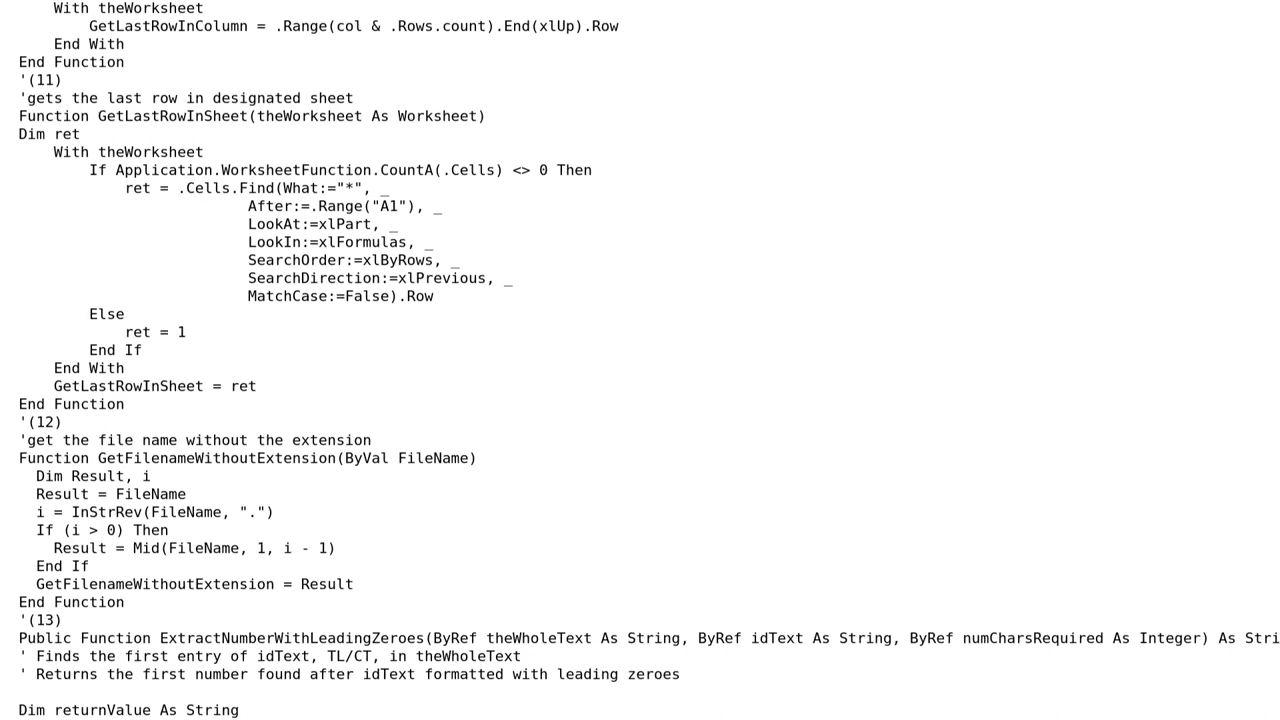 With theWorksheet
GetLastRowInColumn = .Range(col & .Rows.count).End(xlUp).Row
End With
End Function
'(11)
'gets the last row in designated sheet
Function GetLastRowInSheet(theWorksheet As Worksheet)
Dim ret
With theWorksheet
If Application.WorksheetFunction.CountA(.Cells) <> 0 Then
ret = .Cells.Find(What:="*", _
After:=.Range("A1"), _
LookAt:=xlPart, _
LookIn:=xlFormulas, _
SearchOrder:=xlByRows, _
SearchDirection:=xlPrevious, _
MatchCase:=False).Row
Else
ret = 1
End If
End With
GetLastRowInSheet = ret
End Function
'(12)
'get the file name without the extension
Function GetFilenameWithoutExtension(ByVal FileName)
Dim Result, i
Result = FileName
i = InStrRev(FileName, ".")
If (i > 0) Then
Result = Mid(FileName, 1, i - 1)
End If
GetFilenameWithoutExtension = Result
End Function
'(13)
Public Function ExtractNumberWithLeadingZeroes(ByRef theWholeText As String, ByRef idText As String, ByRef numCharsRequired As Integer) As Stri
' Finds the first entry of idText, TL/CT, in theWholeText
' Returns the first number found after idText formatted with leading zeroes
Dim returnValue As String